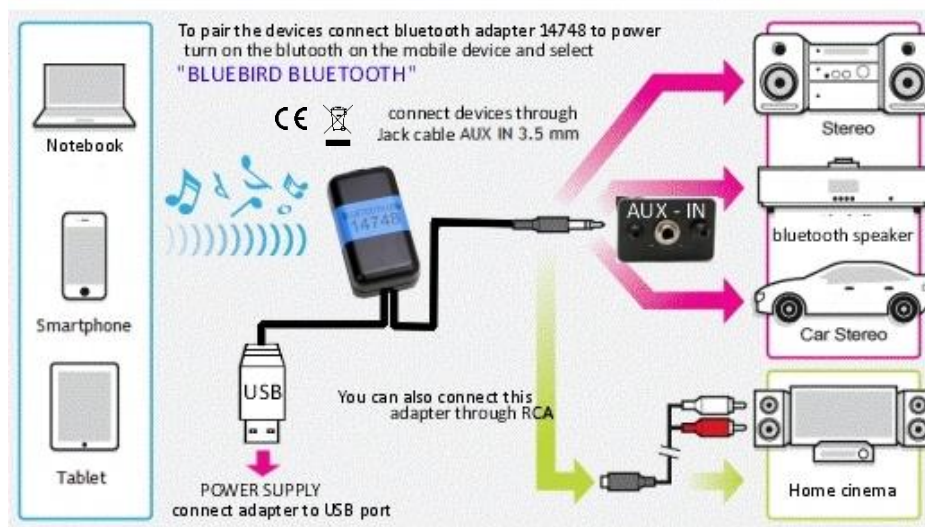 To pair the devices connect bluetooth adapter 14748 to power
turn on the blutooth on the mobile device and select
"BLUEBIRD BLUETOOTH"
CE
connect devices through
Jack cable AUX IN 3.5 mm
Notebook
Smartphone
Tablet
14748
USB
POWER SUPPLY
connect adapter to USB port
You can also connect this
adapter through RCA
AUX - IN
Stereo
bluetooth speaker
Car Stereo
Home cinema